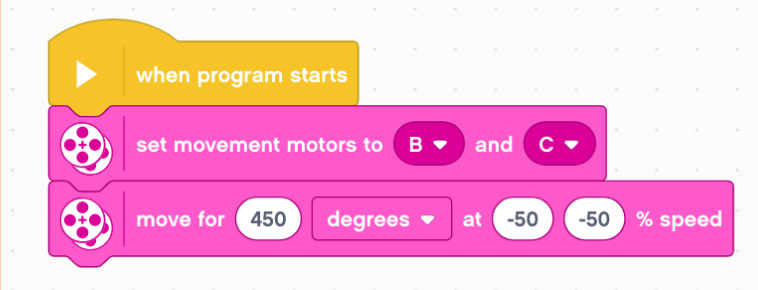 when program starts
set movement motors to B and C
move for 450 degrees at -50 -50 % speed